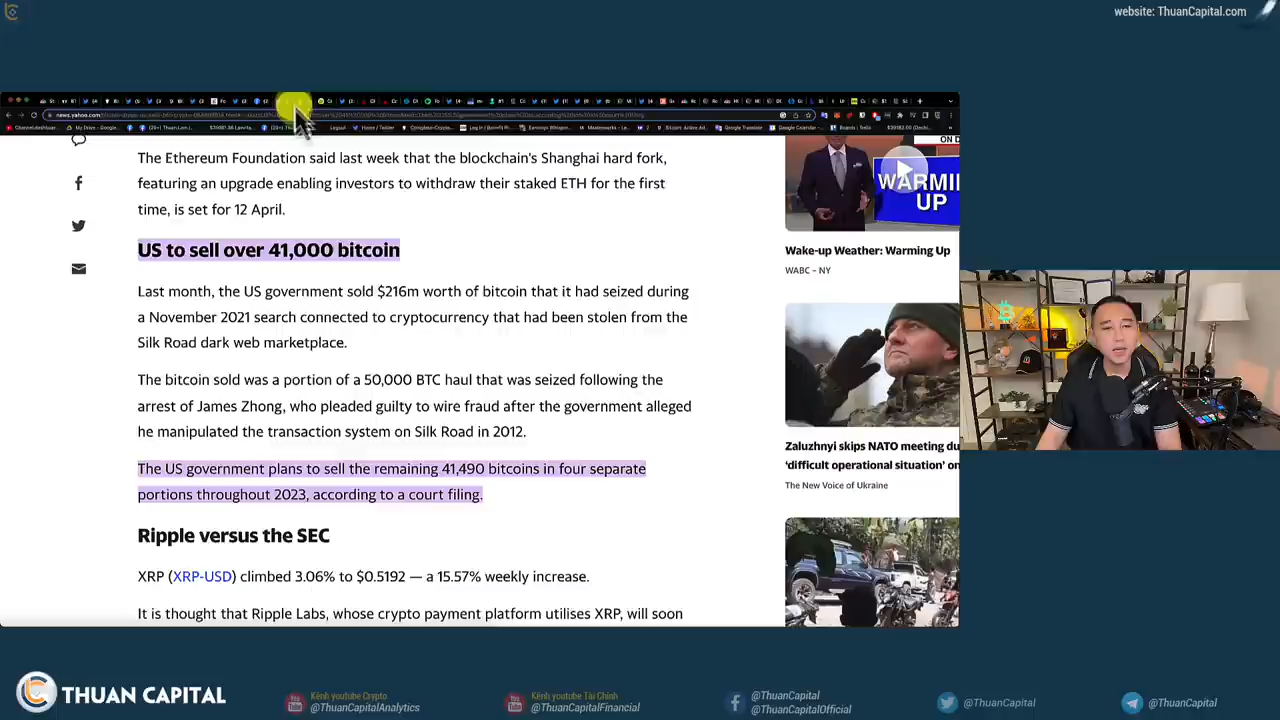 website: ThuanCapital.com
The Ethereum Foundation said last week that the blockchain's Shanghai hard fork,
featuring an upgrade enabling investors to withdraw their staked ETH for the first
time, is set for 12 April.
US to sell over 41,000 bitcoin
Last month, the US government sold $216m worth of bitcoin that it had seized during
a November 2021 search connected to cryptocurrency that had been stolen from the
Silk Road dark web marketplace.
The bitcoin sold was a portion of a 50,000 BTC haul that was seized following the
arrest of James Zhong, who pleaded guilty to wire fraud after the government alleged
he manipulated the transaction system on Silk Road in 2012.
The US government plans to sell the remaining 41,490 bitcoins in four separate
portions throughout 2023, according to a court filing.
Ripple versus the SEC
XRP (XRP-USD) climbed 3.06% to $0.5192 — a 15.57% weekly increase.
It is thought that Ripple Labs, whose crypto payment platform utilises XRP, will soon
ON D
WARMI
UP
Wake-up Weather: Warming Up
WABC – NY
Zaluzhnyi skips NATO meeting du
'difficult operational situation' on
The New Voice of Ukraine
THUAN CAPITAL
Kênh youtube Crypto
@ThuanCapitalAnalytics
Kênh youtube Tài Chính
@ThuanCapitalFinancial
@ThuanCapital
@ThuanCapitalOfficial
@ThuanCapital
@ThuanCapital